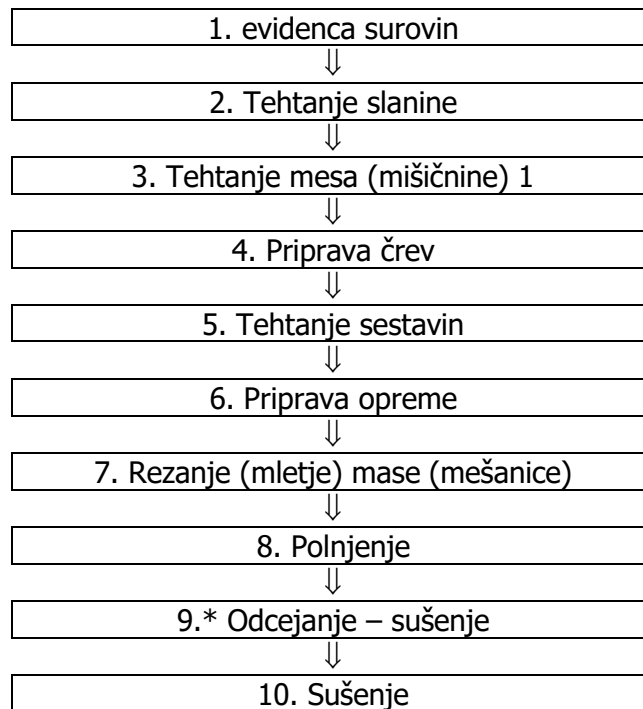 1. evidenca surovin
⇓
2. Tehtanje slanine
⇓
3. Tehtanje mesa (mišičnine) 1
⇓
4. Priprava črev
⇓
5. Tehtanje sestavin
⇓
6. Priprava opreme
⇓
7. Rezanje (mletje) mase (mešanice)
⇓
8. Polnjenje
⇓
9.* Odcejanje – sušenje
⇓
10. Sušenje